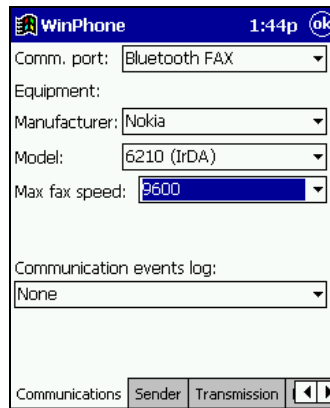 WinPhone 1:44p ok
Comm. port: Bluetooth FAX
Equipment:
Manufacturer: Nokia
Model: 6210 (IrDA)
Max fax speed: 9600
Communication events log:
None
Communications Sender Transmission